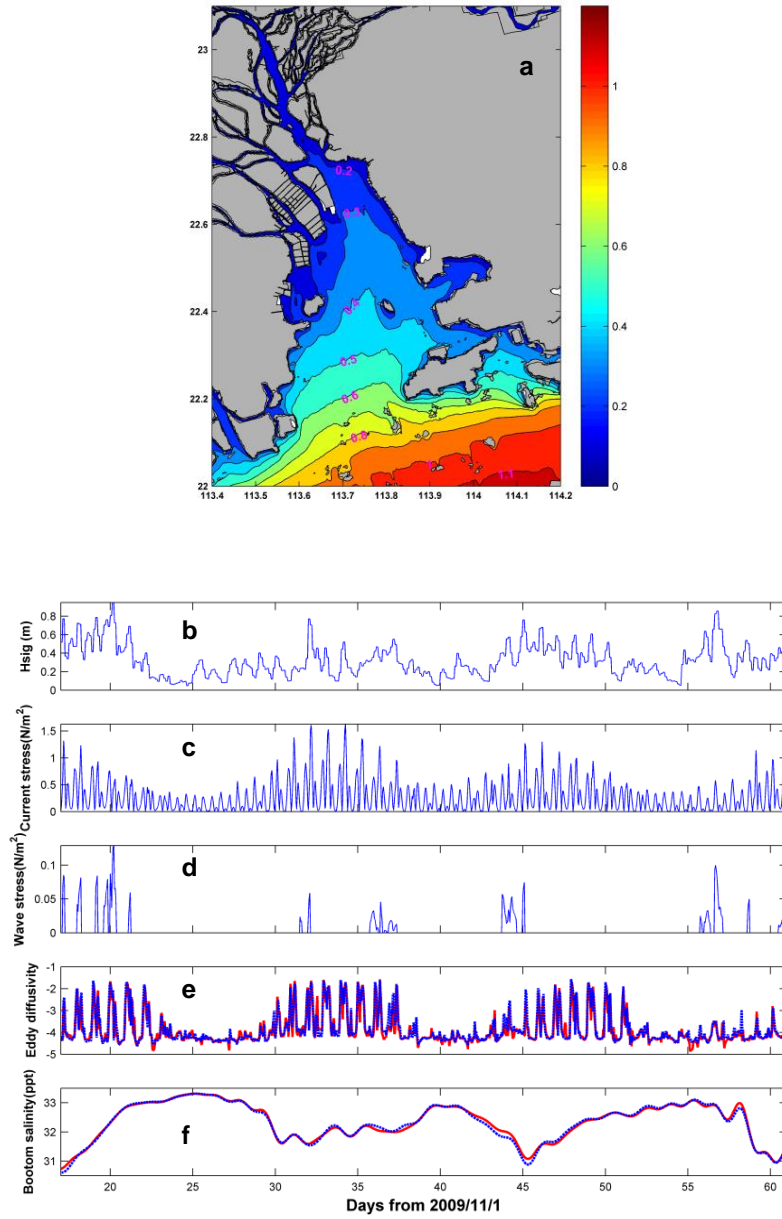 a
23
22.8
22.6
22.4
22.2
22
113.4 113.5 113.6 113.7 113.8 113.9 114 114.1 114.2
0.2
0.5
0.6
0.8
1
1.1
1
0.8
0.6
0.4
0.2
0
b
Hsig (m)
0.8
0.6
0.4
0.2
0
c
Current stress(N/m²)
1.5
1
0.5
0
d
Wave stress(N/m²)
0.1
0.05
0
e
Eddy diffusivity
-1
-2
-3
-4
-5
f
Bootom salinity(ppt)
33
32
31
20 25 30 35 40 45 50 55 60
Days from 2009/11/1